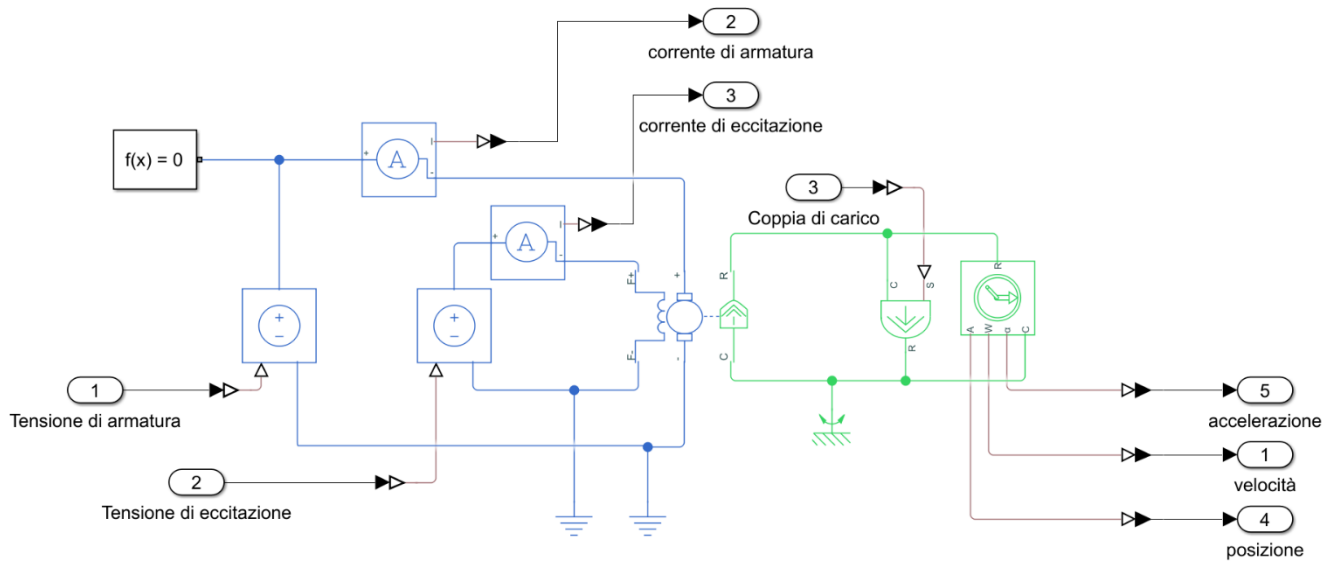 2
corrente di armatura
3
corrente di eccitazione
f(x) = 0
A
+
-
I
A
+
-
I
3
Coppia di carico
+
-
+
-
F+
F-
+
-
R
C
C
S
R
R
A
W
α
C
1
Tensione di armatura
2
Tensione di eccitazione
5
accelerazione
1
velocità
4
posizione